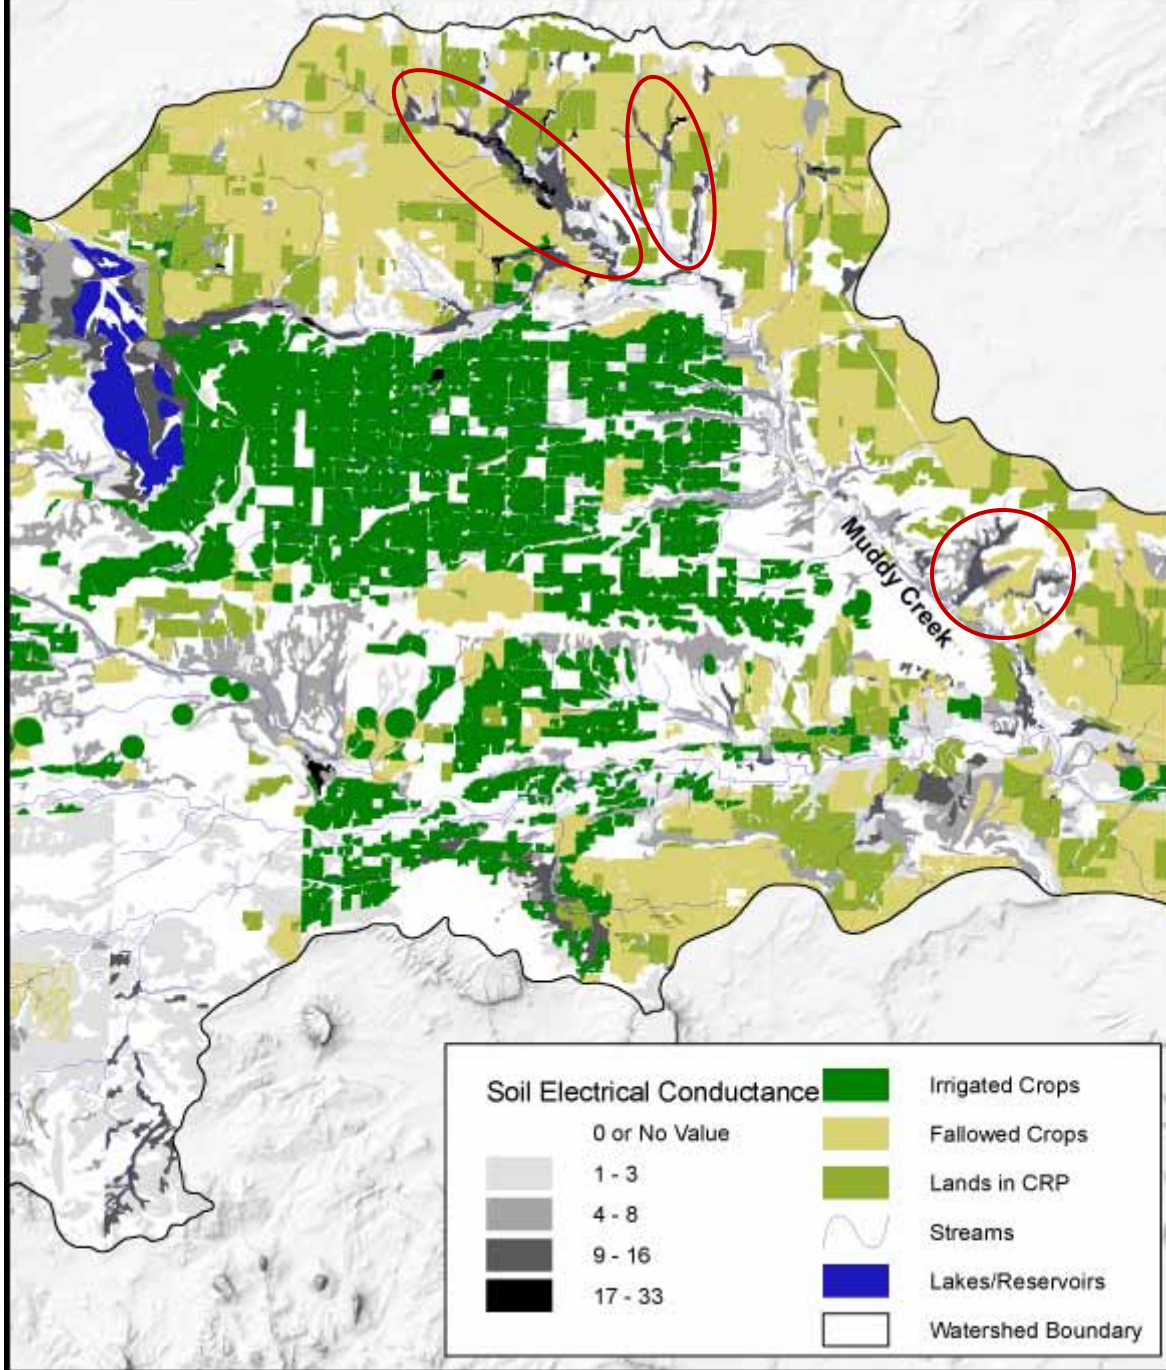 Muddy Creek
Soil Electrical Conductance
0 or No Value
1 - 3
4 - 8
9 - 16
17 - 33
Irrigated Crops
Fallowed Crops
Lands in CRP
Streams
Lakes/Reservoirs
Watershed Boundary